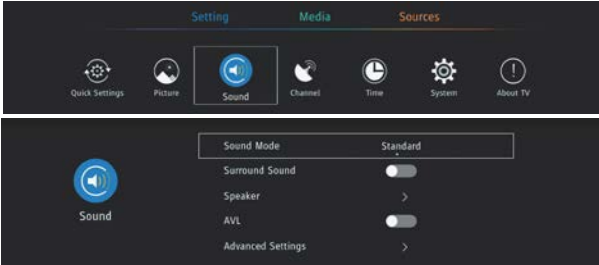 Setting Media Sources
Quick Settings Picture Sound Channel Time System About TV
Sound Mode Standard
Surround Sound
Speaker
Sound
AVL
Advanced Settings